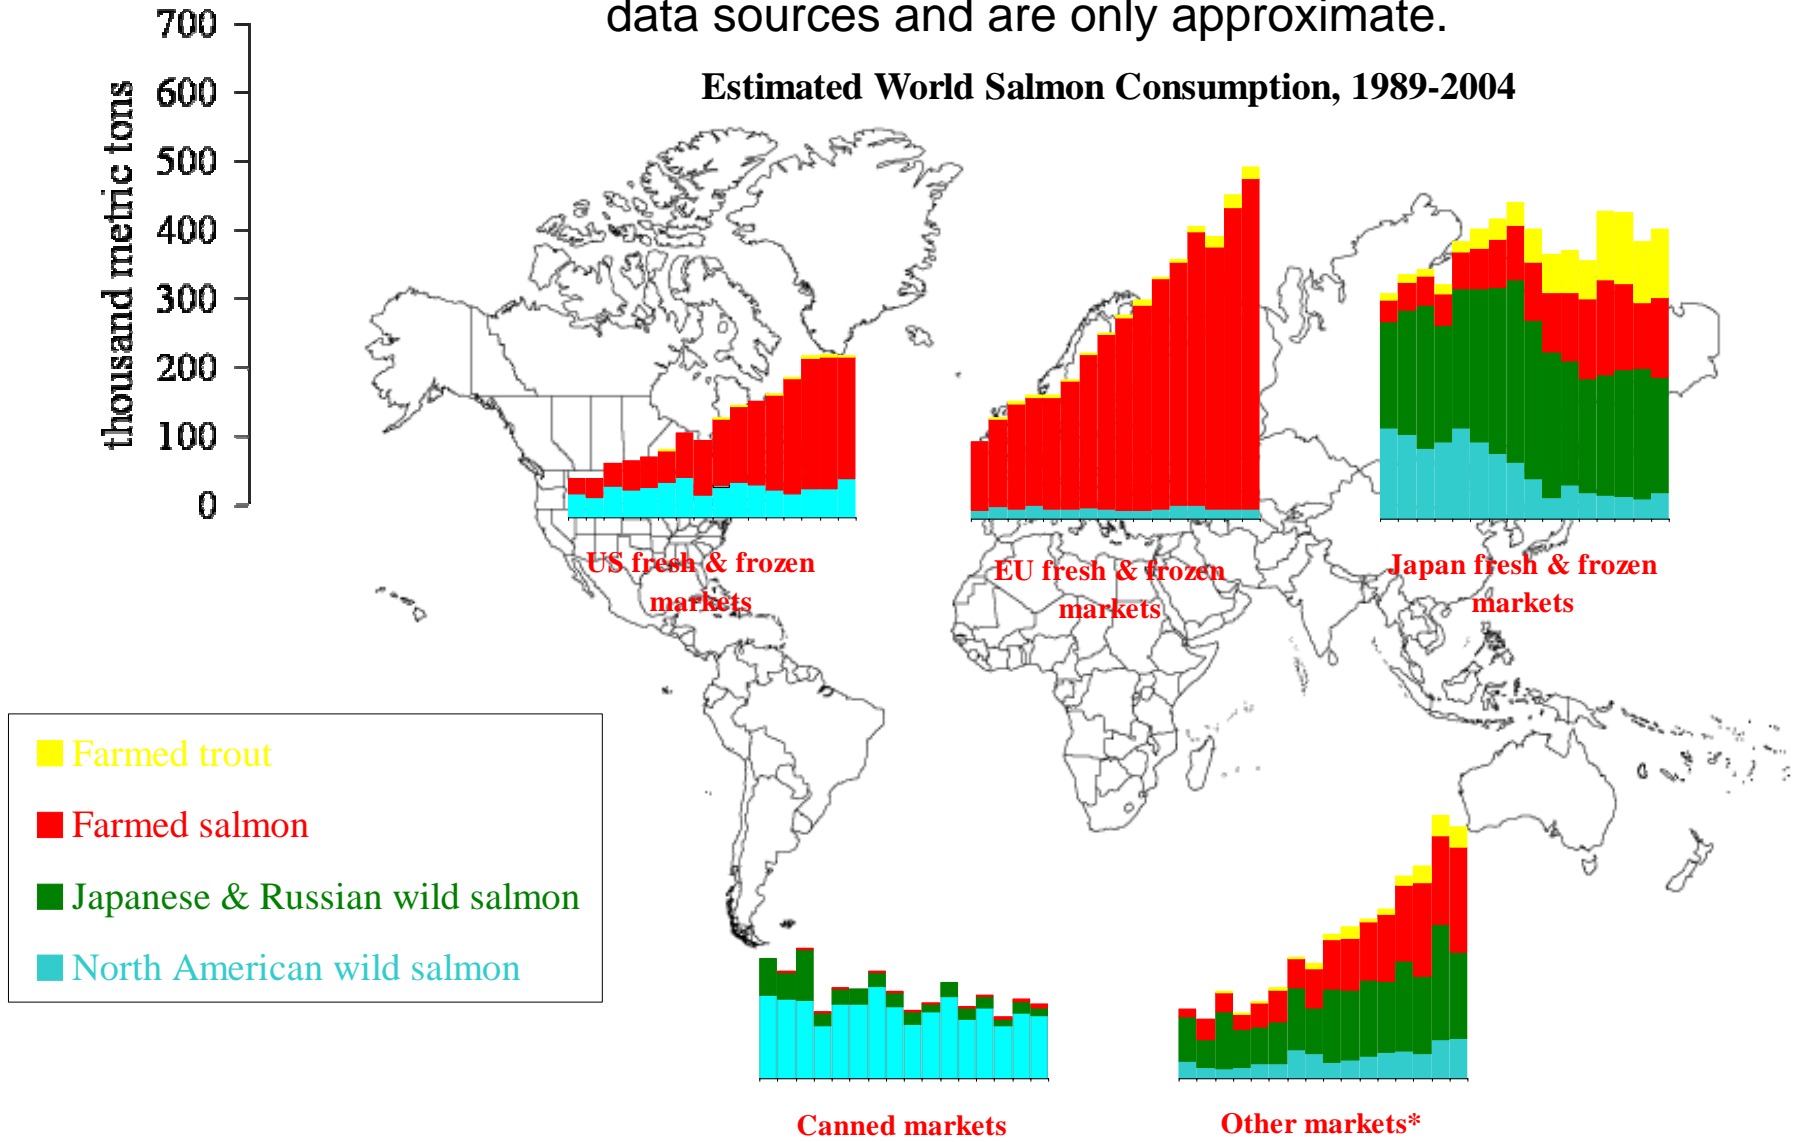 data sources and are only approximate.
Estimated World Salmon Consumption, 1989-2004
thousand metric tons
700
600
500
400
300
200
100
0
US fresh & frozen
markets
EU fresh & frozen
markets
Japan fresh & frozen
markets
Farmed trout
Farmed salmon
Japanese & Russian wild salmon
North American wild salmon
Canned markets
Other markets*